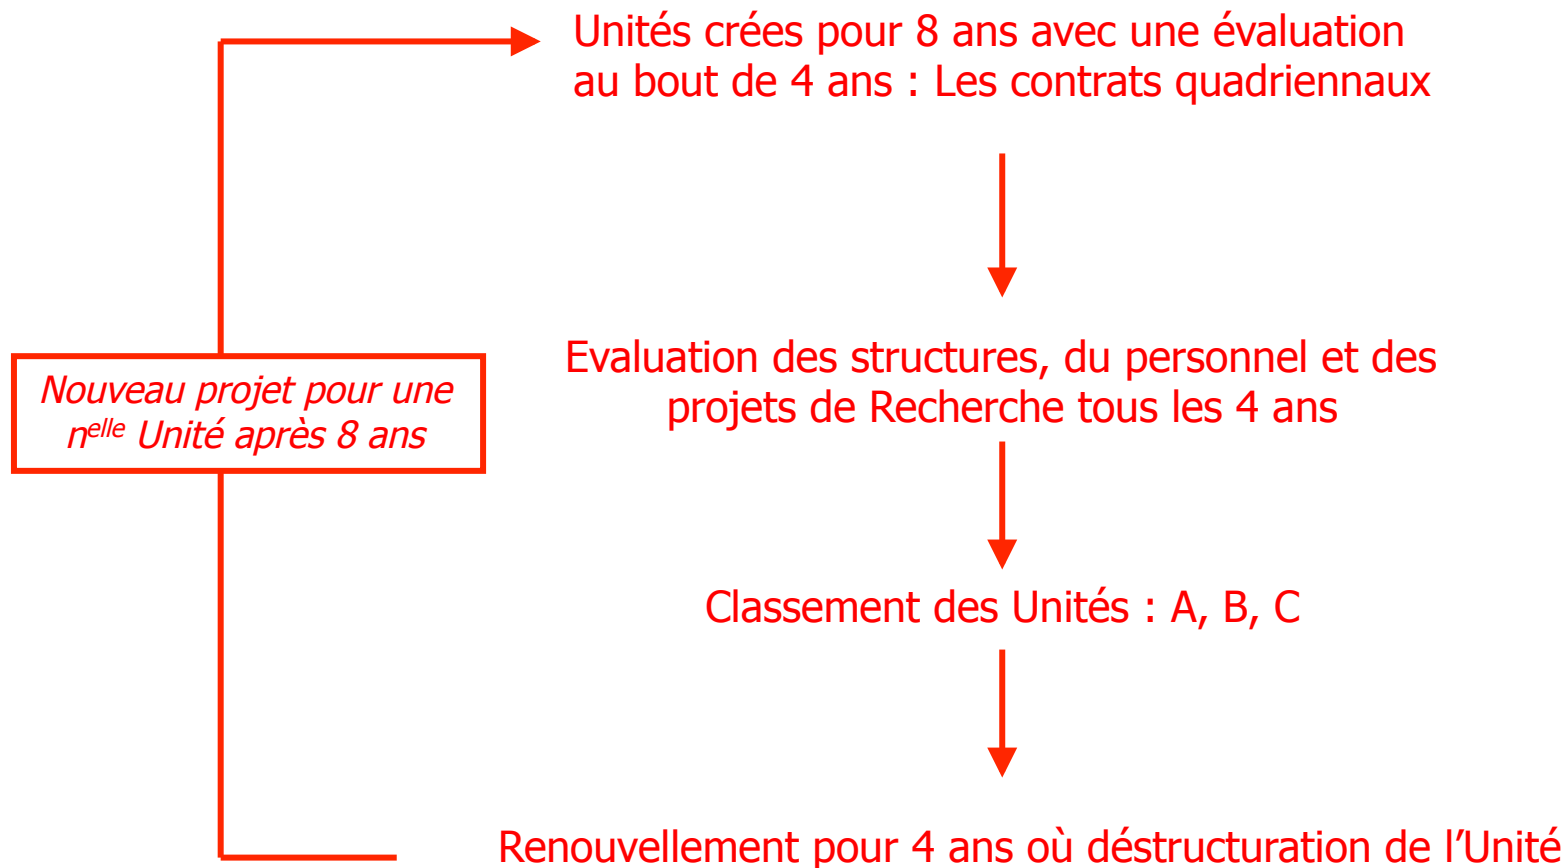 Unités crées pour 8 ans avec une évaluation
au bout de 4 ans : Les contrats quadriennaux
Evaluation des structures, du personnel et des
projets de Recherche tous les 4 ans
Nouveau projet pour une
nelle Unité après 8 ans
Classement des Unités : A, B, C
Renouvellement pour 4 ans où déstructuration de l’Unité